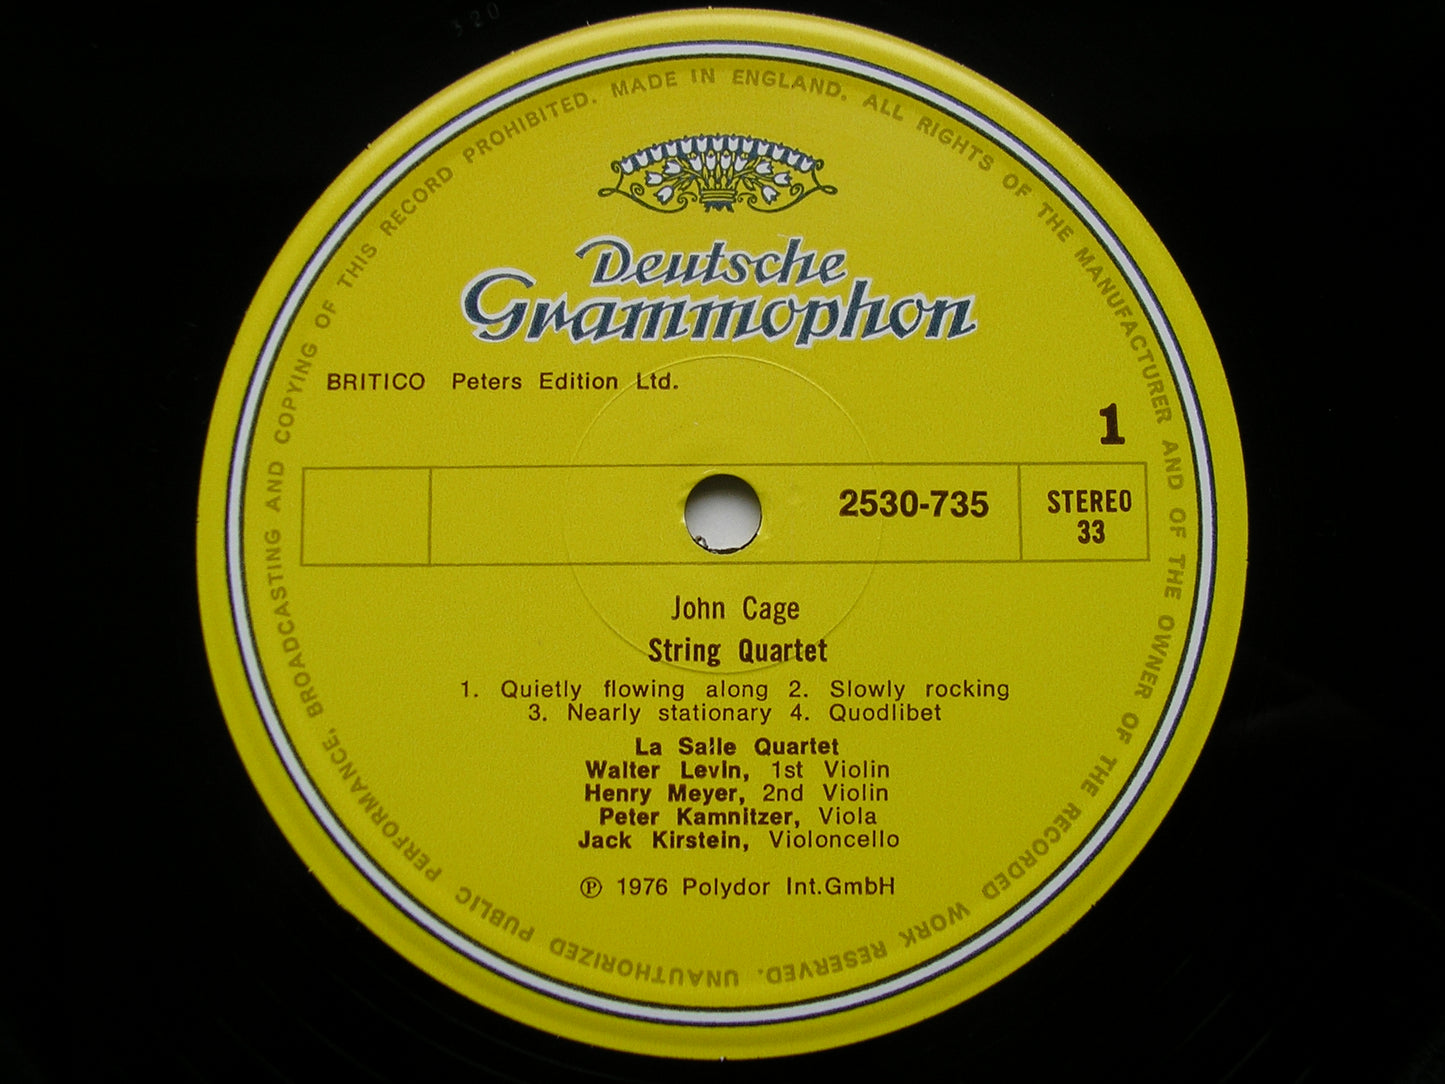 320
MADE IN ENGLAND. ALL RIGHTS OF THE MANUFACTURER AND OF THE OWNER OF THE RECORDED WORK RESERVED. UNAUTHORIZED PUBLIC PERFORMANCE, BROADCASTING AND COPYING OF THIS RECORD PROHIBITED.
Deutsche
Grammophon
BRITICO Peters Edition Ltd.
1
2530-735
STEREO
33
John Cage
String Quartet
1. Quietly flowing along 2. Slowly rocking
3. Nearly stationary 4. Quodlibet
La Salle Quartet
Walter Levin, 1st Violin
Henry Meyer, 2nd Violin
Peter Kamnitzer, Viola
Jack Kirstein, Violoncello
℗ 1976 Polydor Int.GmbH